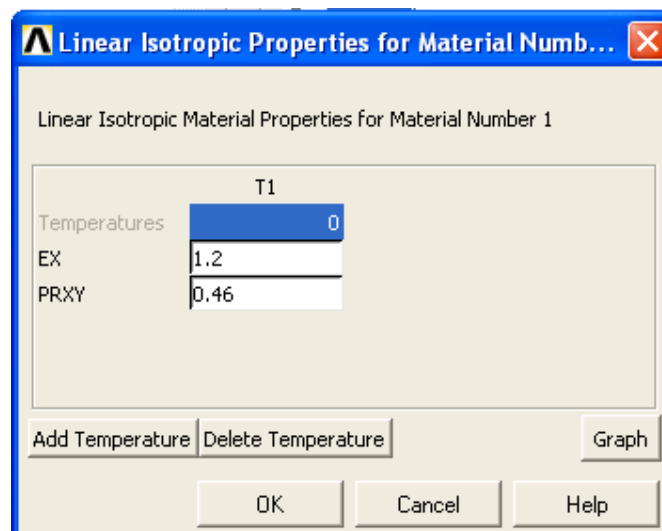 Linear Isotropic Properties for Material Numb...
Linear Isotropic Material Properties for Material Number 1
T1
Temperatures 0
EX 1.2
PRXY 0.46
Add Temperature Delete Temperature Graph
OK Cancel Help